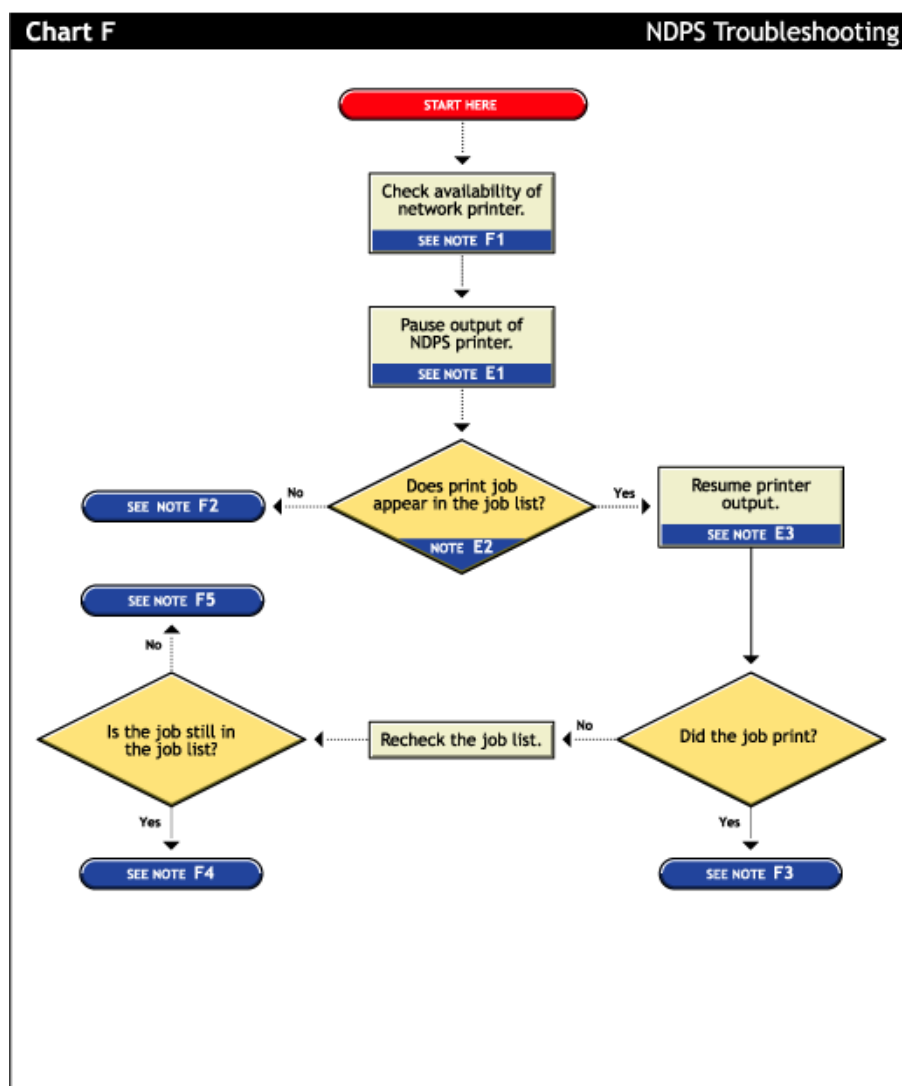 Chart F
NDPS Troubleshooting
START HERE
Check availability of
network printer.
SEE NOTE F1
Pause output of
NDPS printer.
SEE NOTE E1
Does print job
appear in the job list?
NOTE E2
No
SEE NOTE F2
Yes
Resume printer
output.
SEE NOTE E3
Did the job print?
Yes
SEE NOTE F3
No
Recheck the job list.
Is the job still in
the job list?
No
SEE NOTE F5
Yes
SEE NOTE F4